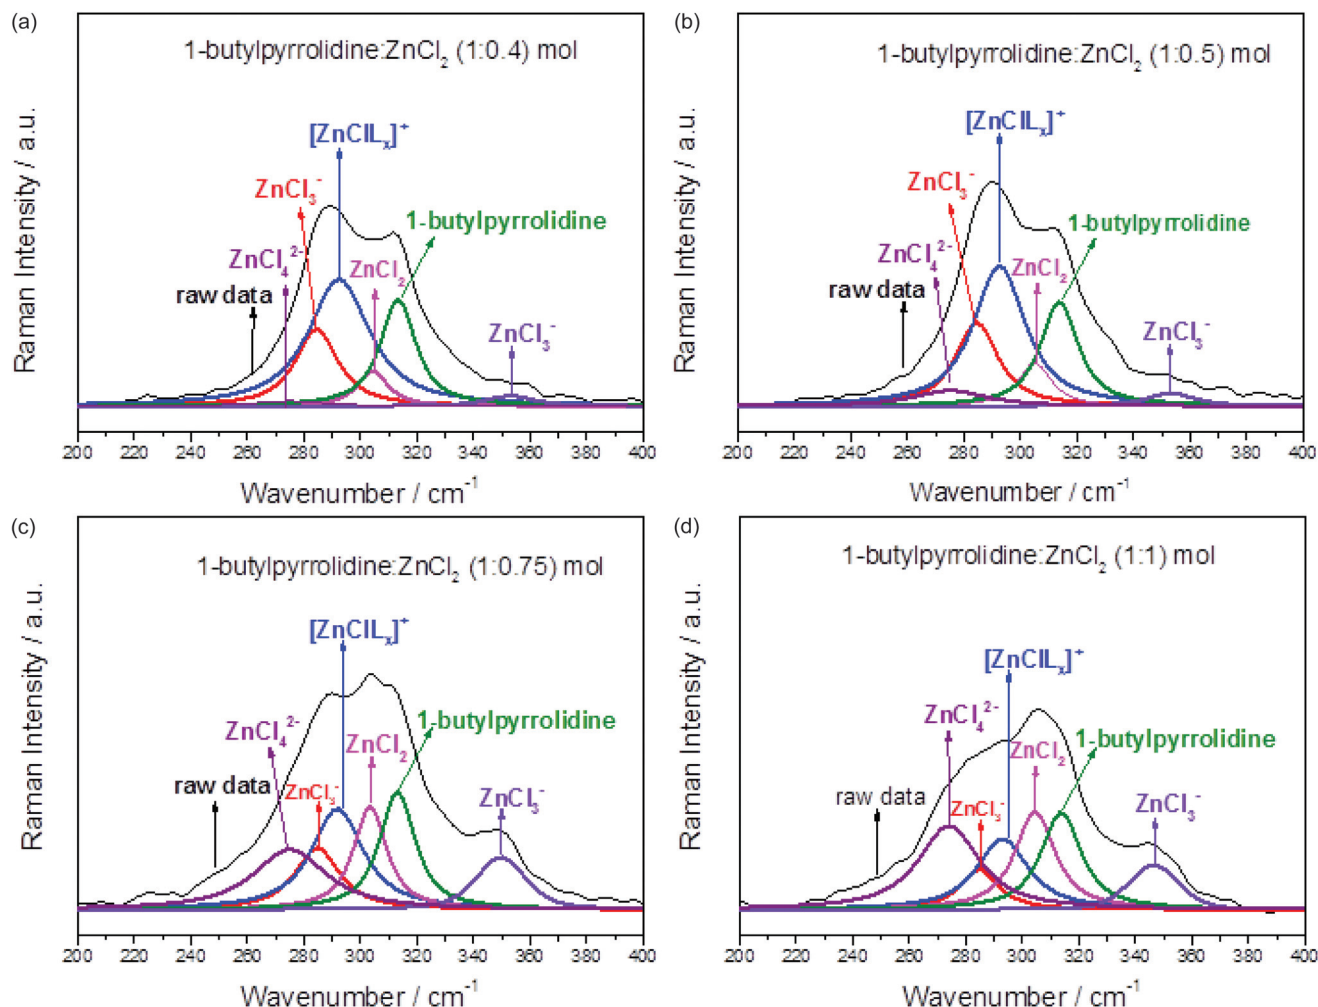 (a)
1-butylpyrrolidine:ZnCl₂ (1:0.4) mol
[ZnClLₓ]⁺
ZnCl₃⁻
1-butylpyrrolidine
ZnCl₄²⁻
ZnCl₂
raw data
ZnCl₃⁻
Raman Intensity / a.u.
200 220 240 260 280 300 320 340 360 380 400
Wavenumber / cm⁻¹
(b)
1-butylpyrrolidine:ZnCl₂ (1:0.5) mol
[ZnClLₓ]⁺
ZnCl₃⁻
1-butylpyrrolidine
ZnCl₄²⁻
ZnCl₂
raw data
ZnCl₃⁻
Raman Intensity / a.u.
200 220 240 260 280 300 320 340 360 380 400
Wavenumber / cm⁻¹
(c)
1-butylpyrrolidine:ZnCl₂ (1:0.75) mol
[ZnClLₓ]⁺
1-butylpyrrolidine
ZnCl₄²⁻
ZnCl₂
raw data
ZnCl₃⁻
ZnCl₃⁻
Raman Intensity / a.u.
200 220 240 260 280 300 320 340 360 380 400
Wavenumber / cm⁻¹
(d)
1-butylpyrrolidine:ZnCl₂ (1:1) mol
[ZnClLₓ]⁺
ZnCl₄²⁻
1-butylpyrrolidine
ZnCl₂
raw data
ZnCl₃⁻
ZnCl₃⁻
Raman Intensity / a.u.
200 220 240 260 280 300 320 340 360 380 400
Wavenumber / cm⁻¹